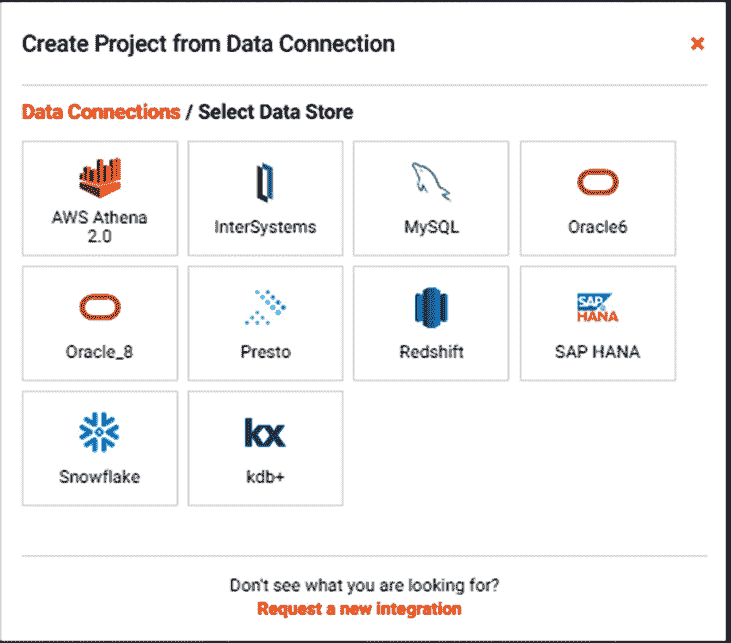 Create Project from Data Connection
Data Connections / Select Data Store
AWS Athena
2.0
InterSystems
MySQL
Oracle6
Oracle_8
Presto
Redshift
SAP
HANA
SAP HANA
Snowflake
kx
kdb+
Don't see what you are looking for?
Request a new integration